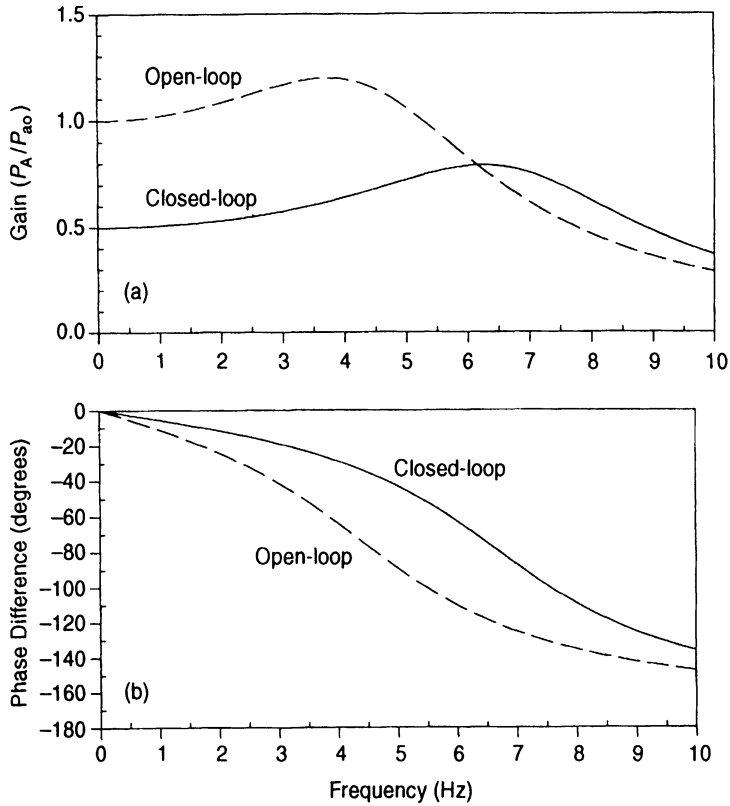 1.5
1.0
0.5
0.0
Gain (P_A/P_ao)
Open-loop
Closed-loop
(a)
0 1 2 3 4 5 6 7 8 9 10
0
−20
−40
−60
−80
−100
−120
−140
−160
−180
Phase Difference (degrees)
Closed-loop
Open-loop
(b)
0 1 2 3 4 5 6 7 8 9 10
Frequency (Hz)